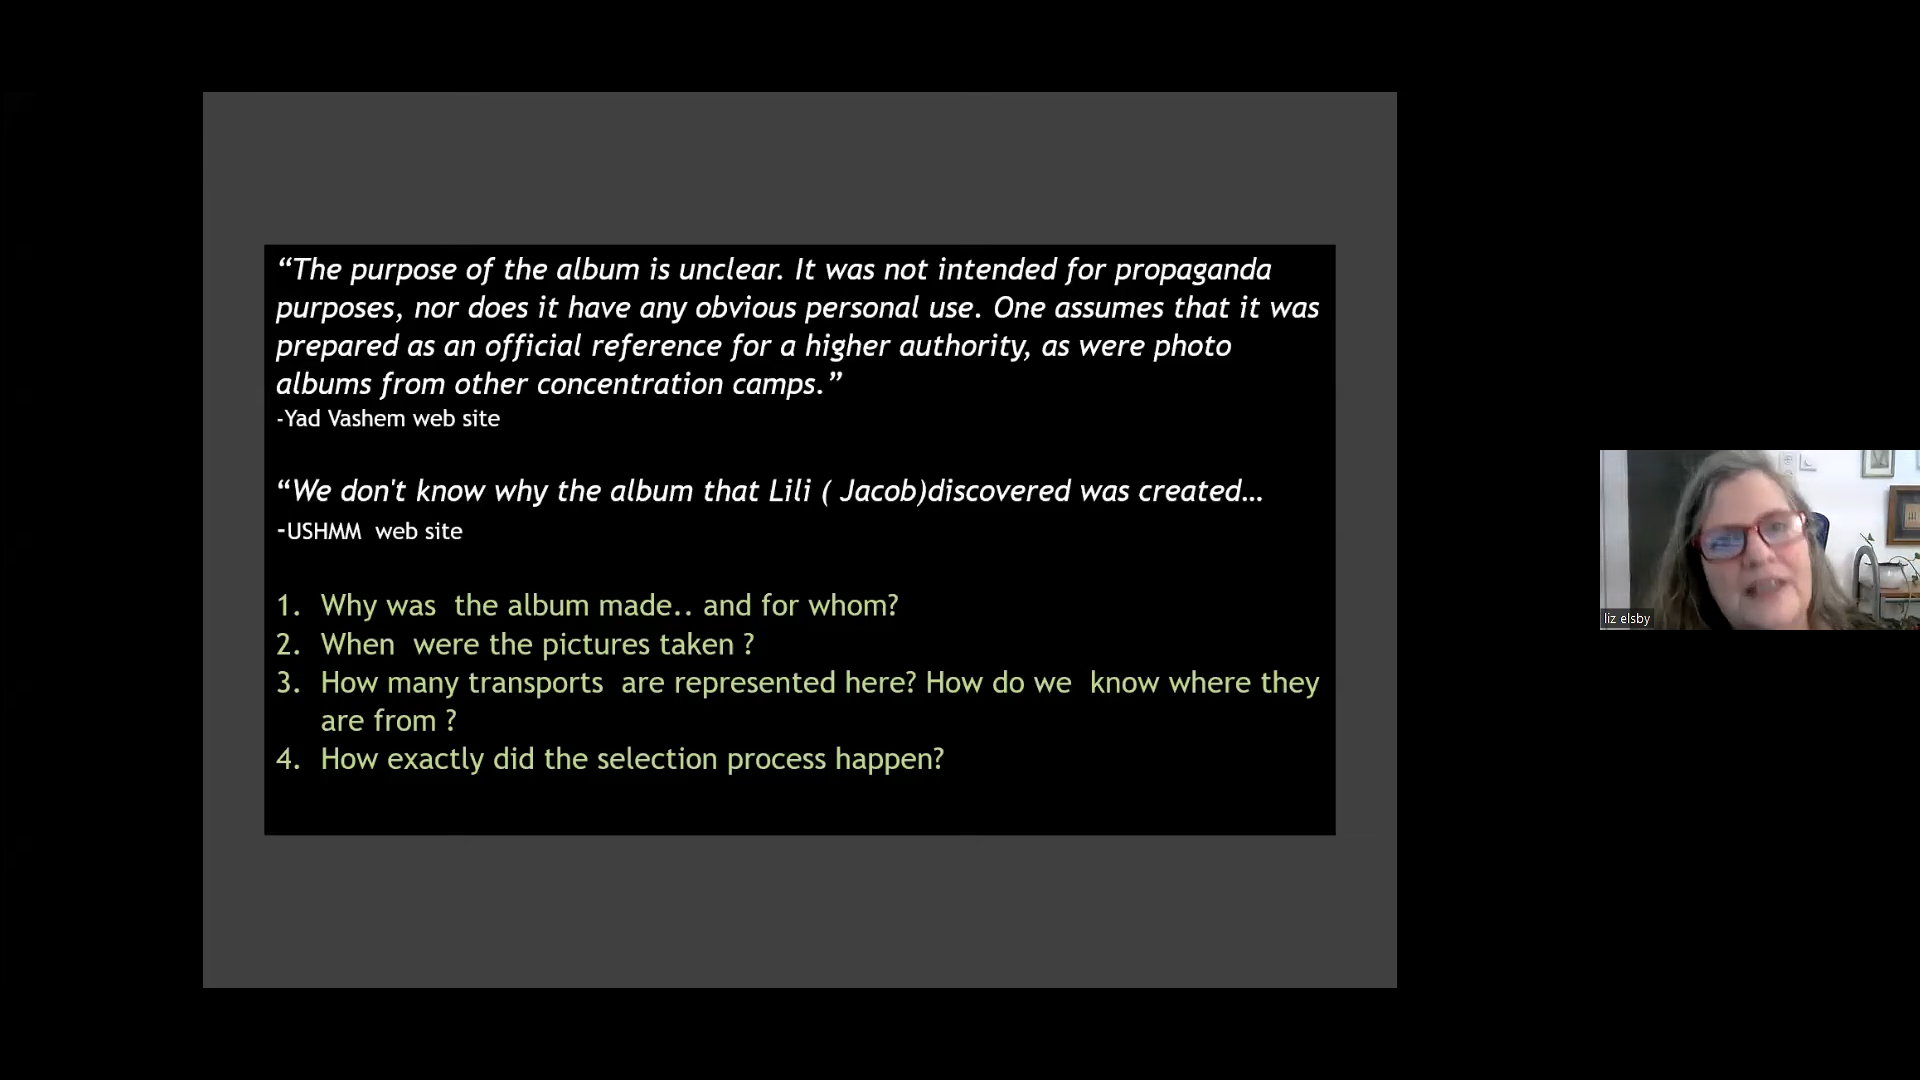 “The purpose of the album is unclear. It was not intended for propaganda
purposes, nor does it have any obvious personal use. One assumes that it was
prepared as an official reference for a higher authority, as were photo
albums from other concentration camps.”
-Yad Vashem web site
“We don't know why the album that Lili ( Jacob)discovered was created…
-USHMM  web site
1. Why was  the album made.. and for whom?
2. When  were the pictures taken ?
3. How many transports  are represented here? How do we  know where they
are from ?
4. How exactly did the selection process happen?
liz elsby